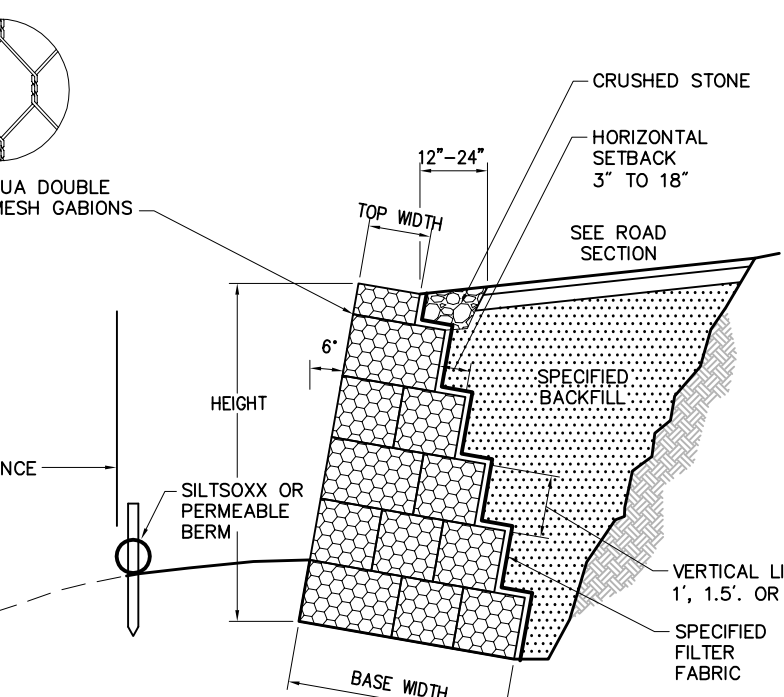 CRUSHED STONE
HORIZONTAL
SETBACK
3" TO 18"
12"-24"
UA DOUBLE
MESH GABIONS
TOP WIDTH
SEE ROAD
SECTION
6°
SPECIFIED
BACKFILL
HEIGHT
NCE
SILTSOXX OR
PERMEABLE
BERM
VERTICAL LI
1', 1.5'. OR
SPECIFIED
FILTER
FABRIC
BASE WIDTH